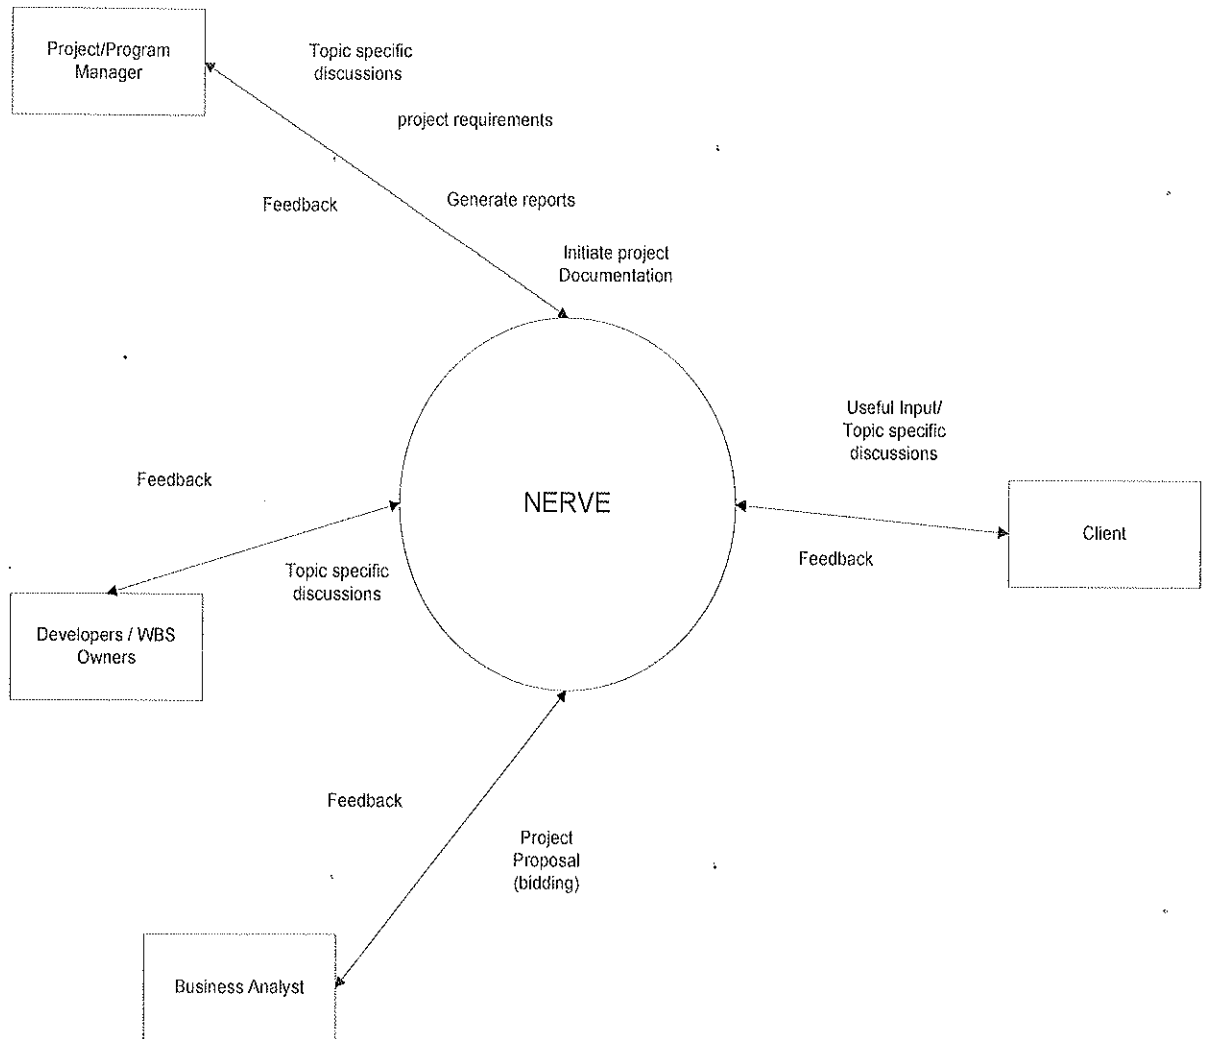 Project/Program
Manager
Topic specific
discussions
project requirements
Feedback
Generate reports
Initiate project
Documentation
Useful Input/
Topic specific
discussions
Feedback
NERVE
Client
Feedback
Topic specific
discussions
Developers / WBS
Owners
Feedback
Project
Proposal
(bidding)
Business Analyst